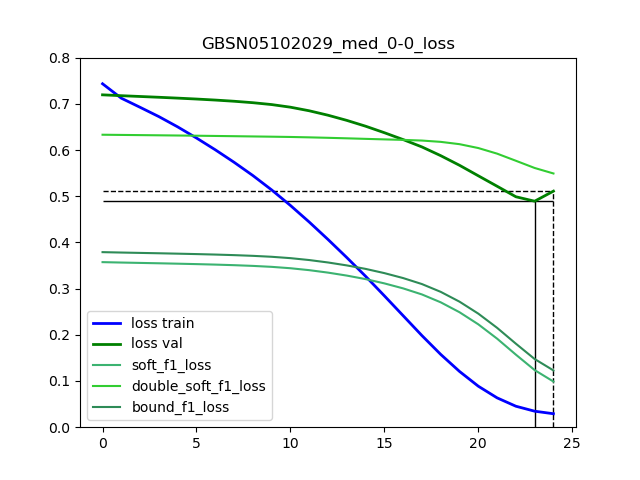 GBSN05102029_med_0-0_loss
0.8
0.7
0.6
0.5
0.4
0.3
0.2
0.1
0.0
loss train
loss val
soft_f1_loss
double_soft_f1_loss
bound_f1_loss
0 5 10 15 20 25